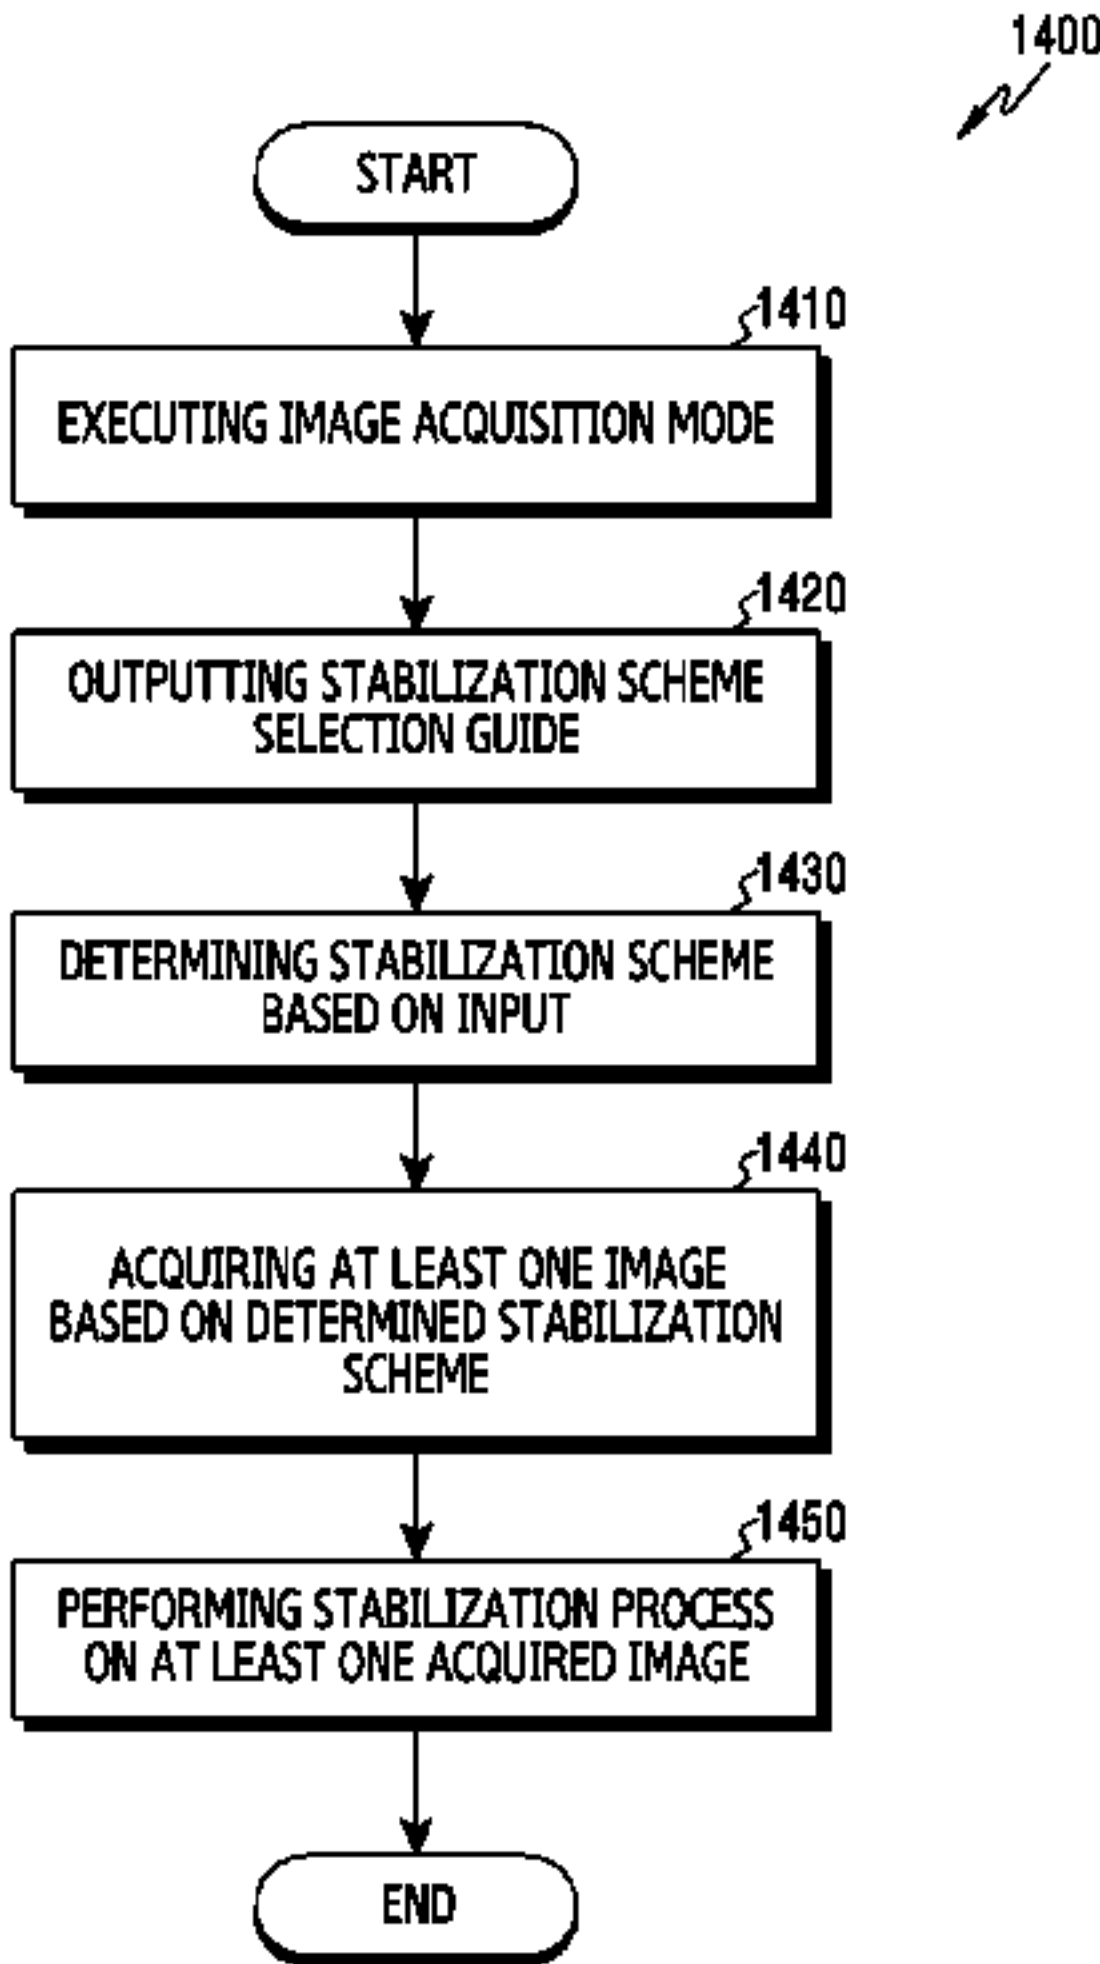 1400
START
1410
EXECUTING IMAGE ACQUISITION MODE
1420
OUTPUTTING STABILIZATION SCHEME
SELECTION GUIDE
1430
DETERMINING STABILIZATION SCHEME
BASED ON INPUT
1440
ACQUIRING AT LEAST ONE IMAGE
BASED ON DETERMINED STABILIZATION
SCHEME
1450
PERFORMING STABILIZATION PROCESS
ON AT LEAST ONE ACQUIRED IMAGE
END